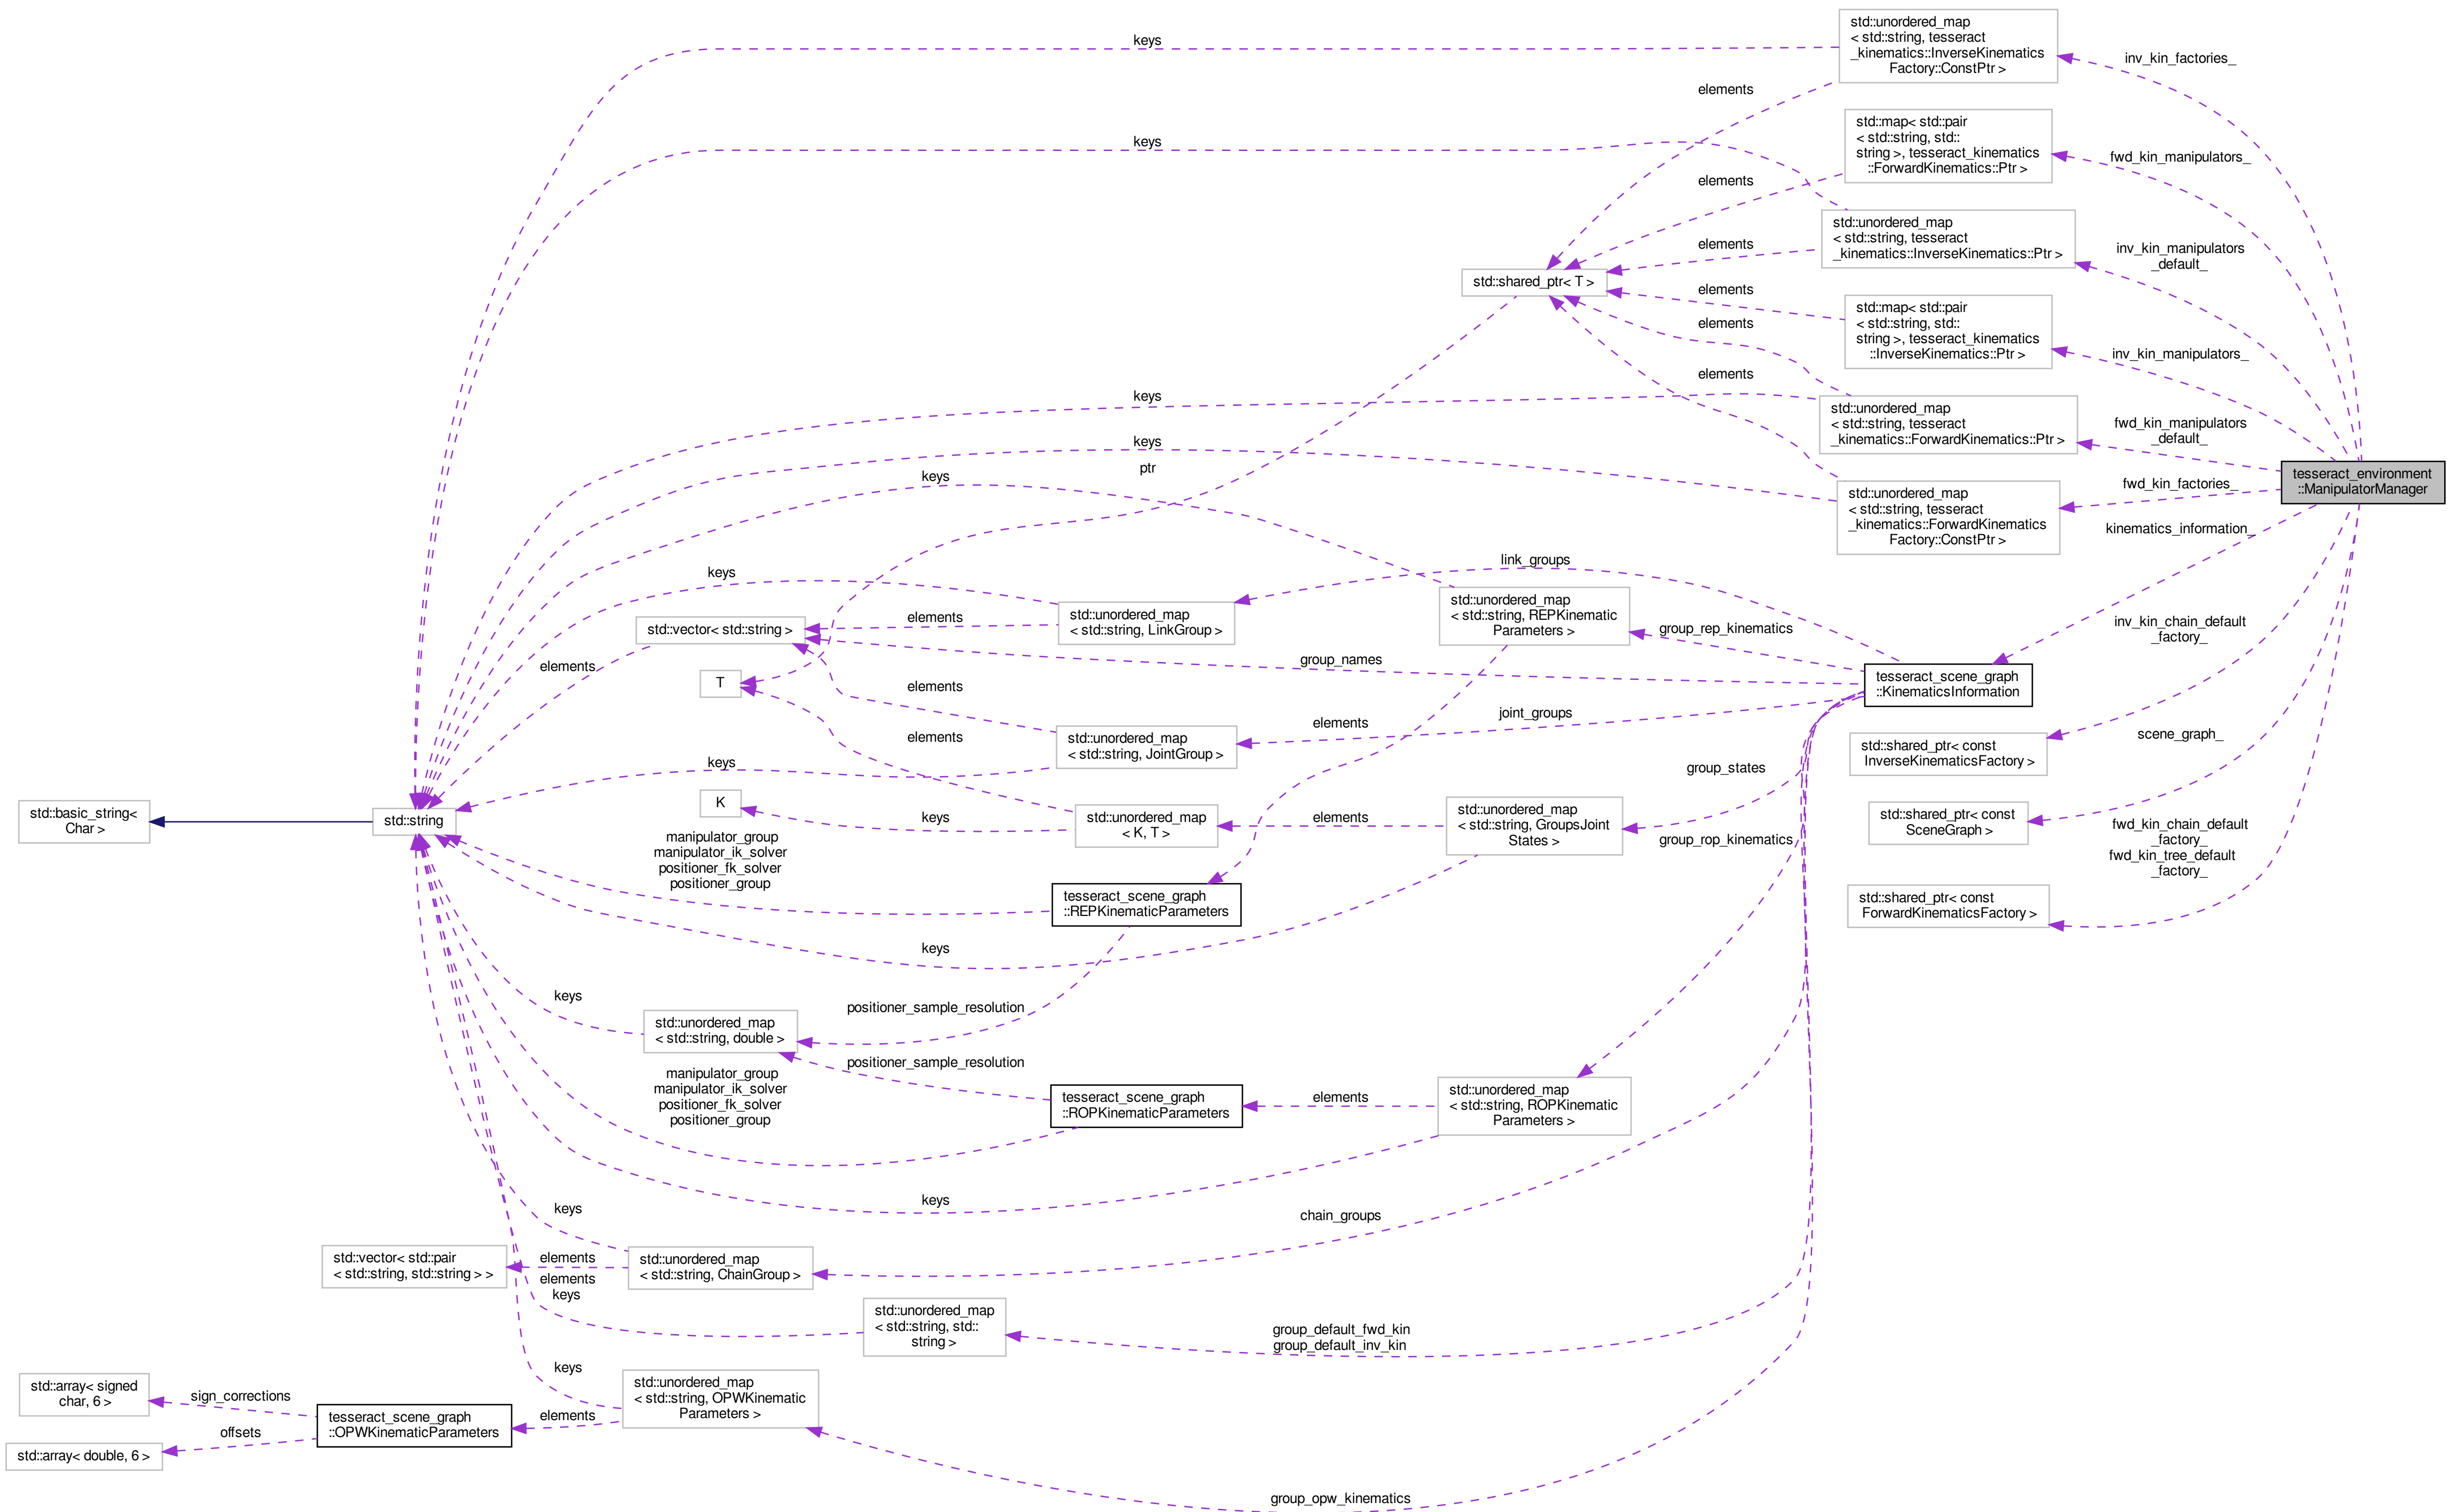 std::unordered_map
< std::string, tesseract
_kinematics::InverseKinematics
Factory::ConstPtr >
keys
inv_kin_factories_
elements
std::map< std::pair
< std::string, std::
string >, tesseract_kinematics
::ForwardKinematics::Ptr >
keys
fwd_kin_manipulators_
elements
std::unordered_map
< std::string, tesseract
_kinematics::InverseKinematics::Ptr >
elements
inv_kin_manipulators
_default_
std::shared_ptr< T >
elements
std::map< std::pair
< std::string, std::
string >, tesseract_kinematics
::InverseKinematics::Ptr >
elements
inv_kin_manipulators_
elements
keys
std::unordered_map
< std::string, tesseract
_kinematics::ForwardKinematics::Ptr >
fwd_kin_manipulators
_default_
keys
ptr
keys
tesseract_environment
::ManipulatorManager
fwd_kin_factories_
std::unordered_map
< std::string, tesseract
_kinematics::ForwardKinematics
Factory::ConstPtr >
kinematics_information_
link_groups
keys
std::unordered_map
< std::string, LinkGroup >
elements
std::vector< std::string >
std::unordered_map
< std::string, REPKinematic
Parameters >
group_rep_kinematics
inv_kin_chain_default
_factory_
group_names
elements
T
elements
tesseract_scene_graph
::KinematicsInformation
joint_groups
elements
elements
std::unordered_map
< std::string, JointGroup >
keys
group_states
scene_graph_
std::shared_ptr< const
InverseKinematicsFactory >
std::basic_string<
Char >
std::string
K
keys
std::unordered_map
< K, T >
elements
std::unordered_map
< std::string, GroupsJoint
States >
group_rop_kinematics
std::shared_ptr< const
SceneGraph >
fwd_kin_chain_default
_factory_
fwd_kin_tree_default
_factory_
manipulator_group
manipulator_ik_solver
positioner_fk_solver
positioner_group
tesseract_scene_graph
::REPKinematicParameters
std::shared_ptr< const
ForwardKinematicsFactory >
keys
keys
positioner_sample_resolution
std::unordered_map
< std::string, double >
positioner_sample_resolution
manipulator_group
manipulator_ik_solver
positioner_fk_solver
positioner_group
tesseract_scene_graph
::ROPKinematicParameters
elements
std::unordered_map
< std::string, ROPKinematic
Parameters >
keys
keys
chain_groups
std::vector< std::pair
< std::string, std::string > >
elements
std::unordered_map
< std::string, ChainGroup >
elements
keys
std::unordered_map
< std::string, std::
string >
group_default_fwd_kin
group_default_inv_kin
keys
std::array< signed
char, 6 >
sign_corrections
std::unordered_map
< std::string, OPWKinematic
Parameters >
elements
tesseract_scene_graph
::OPWKinematicParameters
offsets
std::array< double, 6 >
group_opw_kinematics